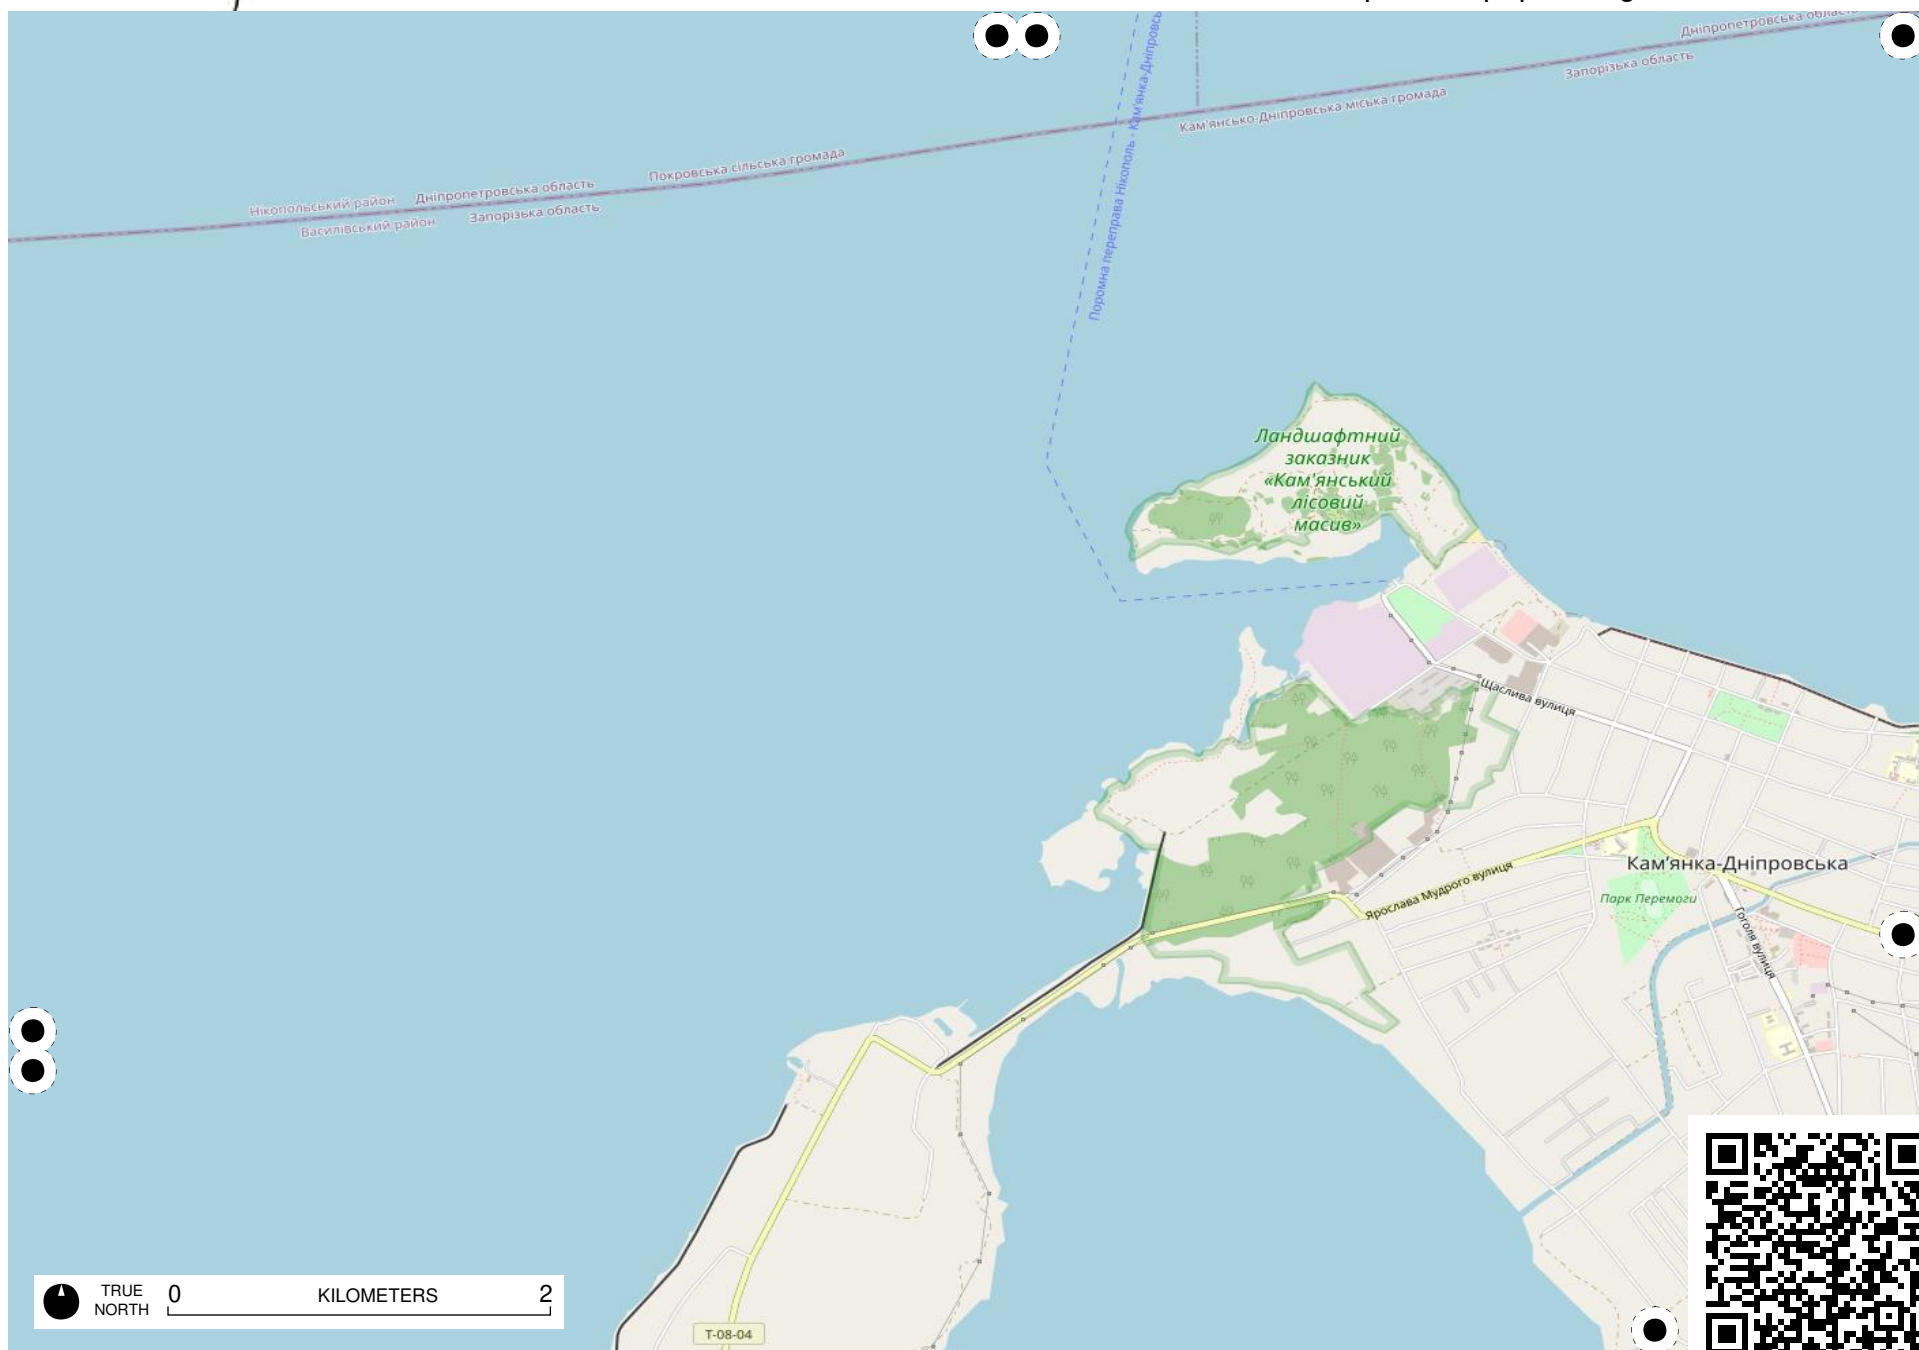 Дніпропетровська область
Запорізька область
Поромна переправа Нікополь - Кам'янка-Дніпровсь
Кам'янсько-Дніпровська міська громада
Покровська сільська громада
Нікопольський район
Дніпропетровська область
Василівський район
Запорізька область
Ландшафтний
заказник
«Кам'янський
лісовий
масив»
Щаслива вулиця
Ярослава Мудрого вулиця
Кам'янка-Дніпровська
Парк Перемоги
Гоголя вулиця
TRUE
NORTH
0
KILOMETERS
2
Т-08-04